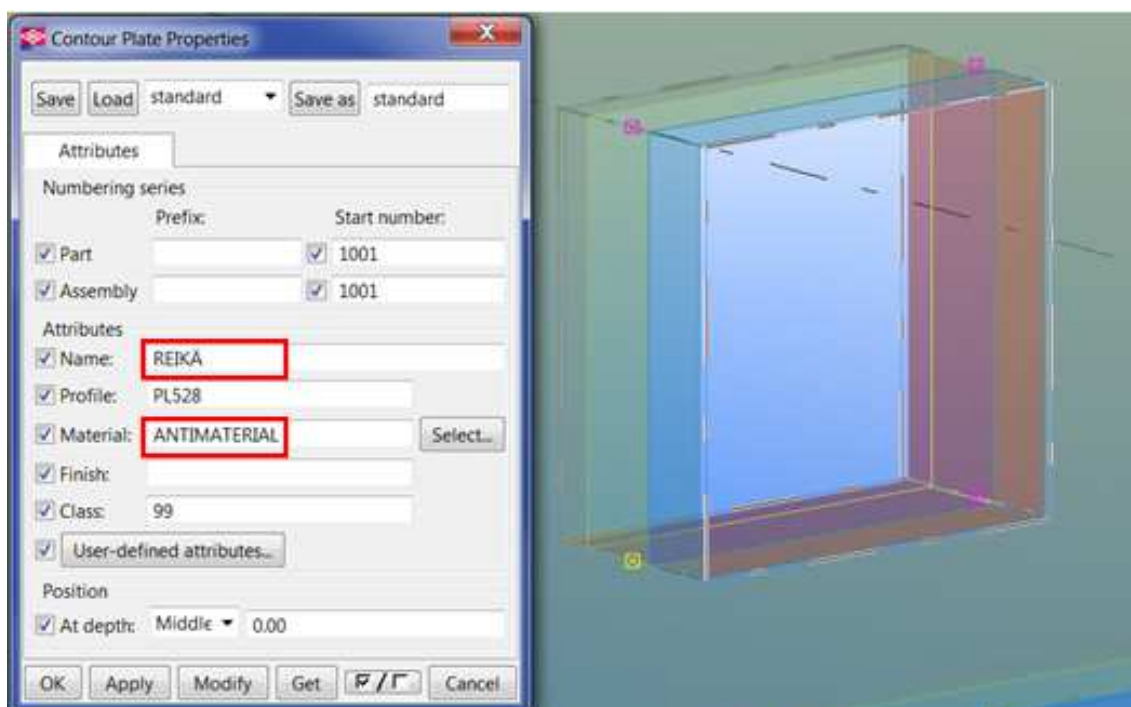 Contour Plate Properties
Save Load standard Save as standard
Attributes
Numbering series
Prefix: Start number:
Part 1001
Assembly 1001
Attributes
Name: REIKÄ
Profile: PL528
Material: ANTIMATERIAL Select...
Finish:
Class: 99
User-defined attributes...
Position
At depth: Middle 0.00
OK Apply Modify Get / Cancel